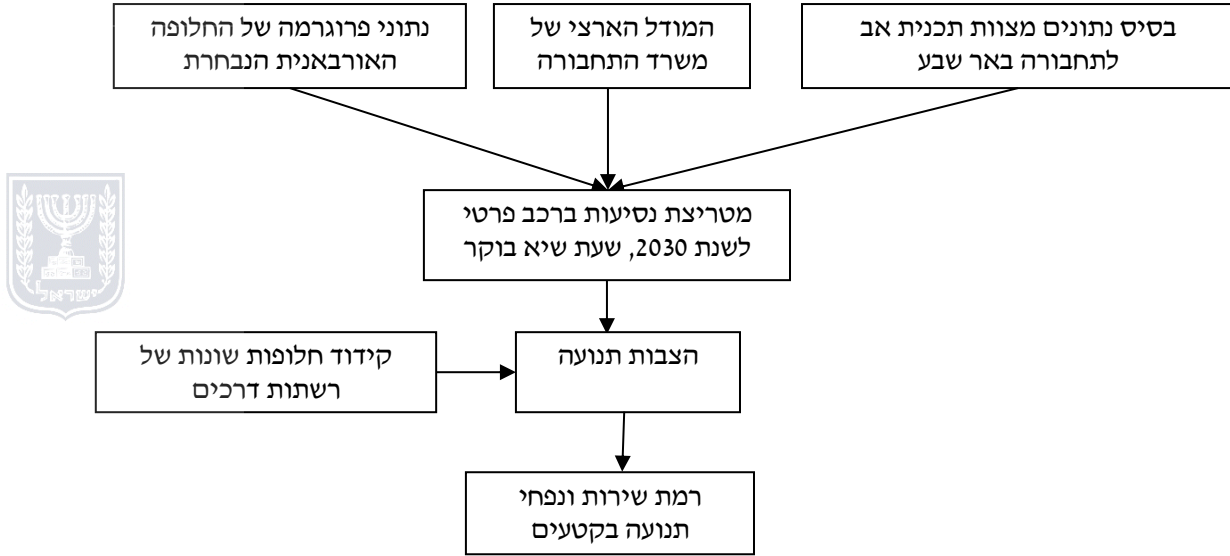 בסיס נתונים מצוות תכנית אב
לתחבורה באר שבע
המודל הארצי של
משרד התחבורה
נתוני פרוגרמה של החלופה
האורבאנית הנבחרת
מטריצת נסיעות ברכב פרטי
לשנת 2030, שעת שיא בוקר
ישראל
הצבות תנועה
קידוד חלופות שונות של
רשתות דרכים
רמת שירות ונפחי
תנועה בקטעים